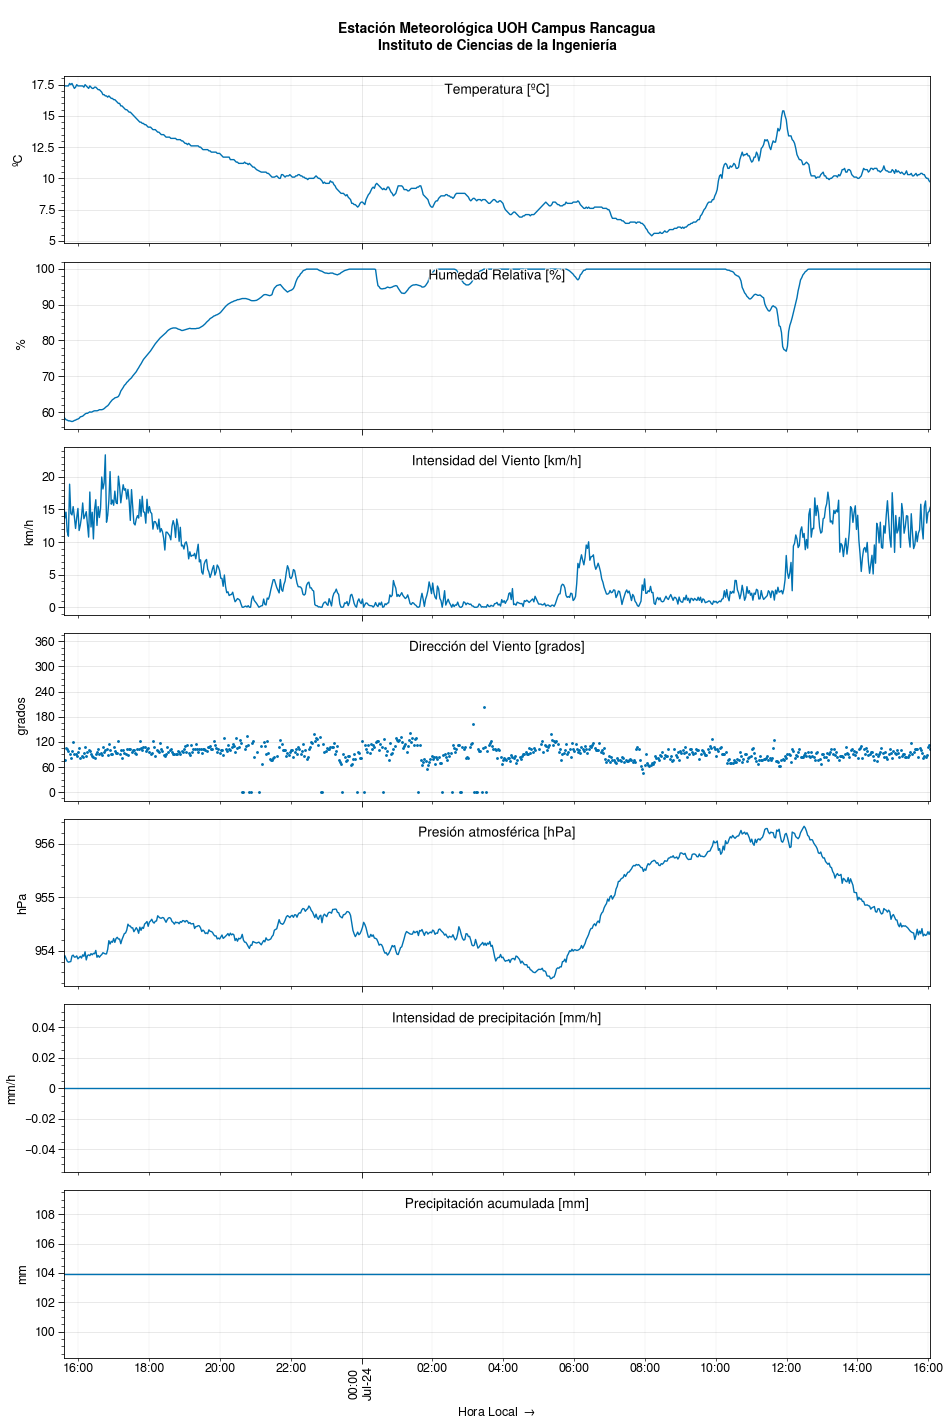 Estación Meteorológica UOH Campus Rancagua
Instituto de Ciencias de la Ingeniería
Temperatura [ºC]
ºC
17.5
15
12.5
10
7.5
5
Humedad Relativa [%]
%
100
90
80
70
60
Intensidad del Viento [km/h]
km/h
20
15
10
5
0
Dirección del Viento [grados]
grados
360
300
240
180
120
60
0
Presión atmosférica [hPa]
hPa
956
955
954
Intensidad de precipitación [mm/h]
mm/h
0.04
0.02
0
−0.02
−0.04
Precipitación acumulada [mm]
mm
108
106
104
102
100
16:00 18:00 20:00 22:00 00:00 02:00 04:00 06:00 08:00 10:00 12:00 14:00 16:00
Jul-24
Hora Local →